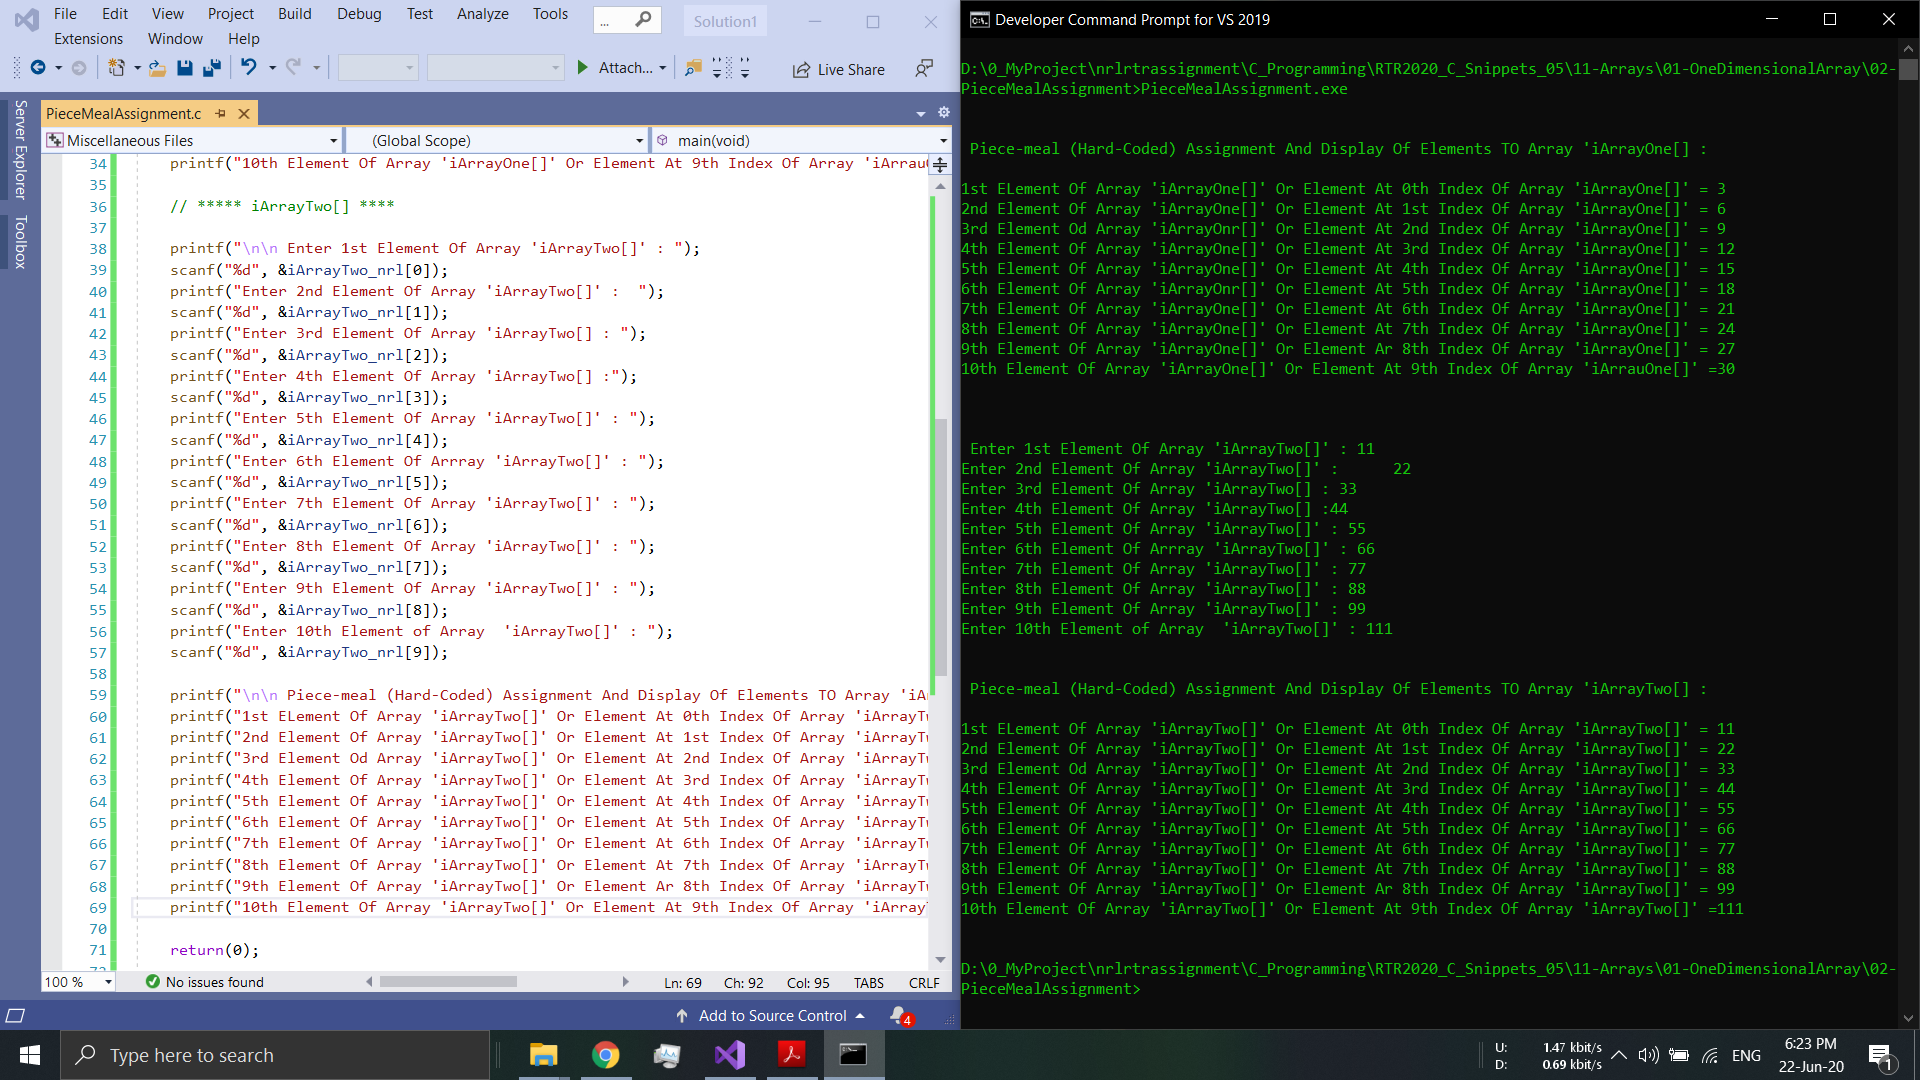 File Edit View Project Build Debug Test Analyze Tools ... Solution1
Extensions Window Help
Attach... Live Share
Server Explorer
Toolbox
PieceMealAssignment.c
Miscellaneous Files (Global Scope) main(void)
34 printf("10th Element Of Array 'iArrayOne[]' Or Element At 9th Index Of Array 'iArrau
35
36 // ***** iArrayTwo[] ****
37
38 printf("\n\n Enter 1st Element Of Array 'iArrayTwo[]' : ");
39 scanf("%d", &iArrayTwo_nrl[0]);
40 printf("Enter 2nd Element Of Array 'iArrayTwo[]' :  ");
41 scanf("%d", &iArrayTwo_nrl[1]);
42 printf("Enter 3rd Element Of Array 'iArrayTwo[] : ");
43 scanf("%d", &iArrayTwo_nrl[2]);
44 printf("Enter 4th Element Of Array 'iArrayTwo[] :");
45 scanf("%d", &iArrayTwo_nrl[3]);
46 printf("Enter 5th Element Of Array 'iArrayTwo[]' : ");
47 scanf("%d", &iArrayTwo_nrl[4]);
48 printf("Enter 6th Element Of Arrray 'iArrayTwo[]' : ");
49 scanf("%d", &iArrayTwo_nrl[5]);
50 printf("Enter 7th Element Of Array 'iArrayTwo[]' : ");
51 scanf("%d", &iArrayTwo_nrl[6]);
52 printf("Enter 8th Element Of Array 'iArrayTwo[]' : ");
53 scanf("%d", &iArrayTwo_nrl[7]);
54 printf("Enter 9th Element Of Array 'iArrayTwo[]' : ");
55 scanf("%d", &iArrayTwo_nrl[8]);
56 printf("Enter 10th Element of Array  'iArrayTwo[]' : ");
57 scanf("%d", &iArrayTwo_nrl[9]);
58
59 printf("\n\n Piece-meal (Hard-Coded) Assignment And Display Of Elements TO Array 'iA
60 printf("1st ELement Of Array 'iArrayTwo[]' Or Element At 0th Index Of Array 'iArrayT
61 printf("2nd Element Of Array 'iArrayTwo[]' Or Element At 1st Index Of Array 'iArrayT
62 printf("3rd Element Od Array 'iArrayTwo[]' Or Element At 2nd Index Of Array 'iArrayT
63 printf("4th Element Of Array 'iArrayTwo[]' Or Element At 3rd Index Of Array 'iArrayT
64 printf("5th Element Of Array 'iArrayTwo[]' Or Element At 4th Index Of Array 'iArrayT
65 printf("6th Element Of Array 'iArrayTwo[]' Or Element At 5th Index Of Array 'iArrayT
66 printf("7th Element Of Array 'iArrayTwo[]' Or Element At 6th Index Of Array 'iArrayT
67 printf("8th Element Of Array 'iArrayTwo[]' Or Element At 7th Index Of Array 'iArrayT
68 printf("9th Element Of Array 'iArrayTwo[]' Or Element Ar 8th Index Of Array 'iArrayT
69 printf("10th Element Of Array 'iArrayTwo[]' Or Element At 9th Index Of Array 'iArray
70
71 return(0);
100 % No issues found Ln: 69 Ch: 92 Col: 95 TABS CRLF
Add to Source Control 4
Developer Command Prompt for VS 2019
D:\0_MyProject\nrlrtrassignment\C_Programming\RTR2020_C_Snippets_05\11-Arrays\01-OneDimensionalArray\02-
PieceMealAssignment>PieceMealAssignment.exe
Piece-meal (Hard-Coded) Assignment And Display Of Elements TO Array 'iArrayOne[] :
1st ELement Of Array 'iArrayOne[]' Or Element At 0th Index Of Array 'iArrayOne[]' = 3
2nd Element Of Array 'iArrayOne[]' Or Element At 1st Index Of Array 'iArrayOne[]' = 6
3rd Element Od Array 'iArrayOnr[]' Or Element At 2nd Index Of Array 'iArrayOne[]' = 9
4th Element Of Array 'iArrayOne[]' Or Element At 3rd Index Of Array 'iArrayOne[]' = 12
5th Element Of Array 'iArrayOne[]' Or Element At 4th Index Of Array 'iArrayOne[]' = 15
6th Element Of Array 'iArrayOnr[]' Or Element At 5th Index Of Array 'iArrayOne[]' = 18
7th Element Of Array 'iArrayOne[]' Or Element At 6th Index Of Array 'iArrayOne[]' = 21
8th Element Of Array 'iArrayOnr[]' Or Element At 7th Index Of Array 'iArrayOne[]' = 24
9th Element Of Array 'iArrayOne[]' Or Element Ar 8th Index Of Array 'iArrayOne[]' = 27
10th Element Of Array 'iArrayOne[]' Or Element At 9th Index Of Array 'iArrauOne[]' =30
Enter 1st Element Of Array 'iArrayTwo[]' : 11
Enter 2nd Element Of Array 'iArrayTwo[]' :      22
Enter 3rd Element Of Array 'iArrayTwo[] : 33
Enter 4th Element Of Array 'iArrayTwo[] :44
Enter 5th Element Of Array 'iArrayTwo[]' : 55
Enter 6th Element Of Arrray 'iArrayTwo[]' : 66
Enter 7th Element Of Array 'iArrayTwo[]' : 77
Enter 8th Element Of Array 'iArrayTwo[]' : 88
Enter 9th Element Of Array 'iArrayTwo[]' : 99
Enter 10th Element of Array  'iArrayTwo[]' : 111
Piece-meal (Hard-Coded) Assignment And Display Of Elements TO Array 'iArrayTwo[] :
1st ELement Of Array 'iArrayTwo[]' Or Element At 0th Index Of Array 'iArrayTwo[]' = 11
2nd Element Of Array 'iArrayTwo[]' Or Element At 1st Index Of Array 'iArrayTwo[]' = 22
3rd Element Od Array 'iArrayTwo[]' Or Element At 2nd Index Of Array 'iArrayTwo[]' = 33
4th Element Of Array 'iArrayTwo[]' Or Element At 3rd Index Of Array 'iArrayTwo[]' = 44
5th Element Of Array 'iArrayTwo[]' Or Element At 4th Index Of Array 'iArrayTwo[]' = 55
6th Element Of Array 'iArrayTwo[]' Or Element At 5th Index Of Array 'iArrayTwo[]' = 66
7th Element Of Array 'iArrayTwo[]' Or Element At 6th Index Of Array 'iArrayTwo[]' = 77
8th Element Of Array 'iArrayTwo[]' Or Element At 7th Index Of Array 'iArrayTwo[]' = 88
9th Element Of Array 'iArrayTwo[]' Or Element Ar 8th Index Of Array 'iArrayTwo[]' = 99
10th Element Of Array 'iArrayTwo[]' Or Element At 9th Index Of Array 'iArrayTwo[]' =111
D:\0_MyProject\nrlrtrassignment\C_Programming\RTR2020_C_Snippets_05\11-Arrays\01-OneDimensionalArray\02-
PieceMealAssignment>
Type here to search
U: 1.47 kbit/s
D: 0.69 kbit/s
ENG
6:23 PM
22-Jun-20
1